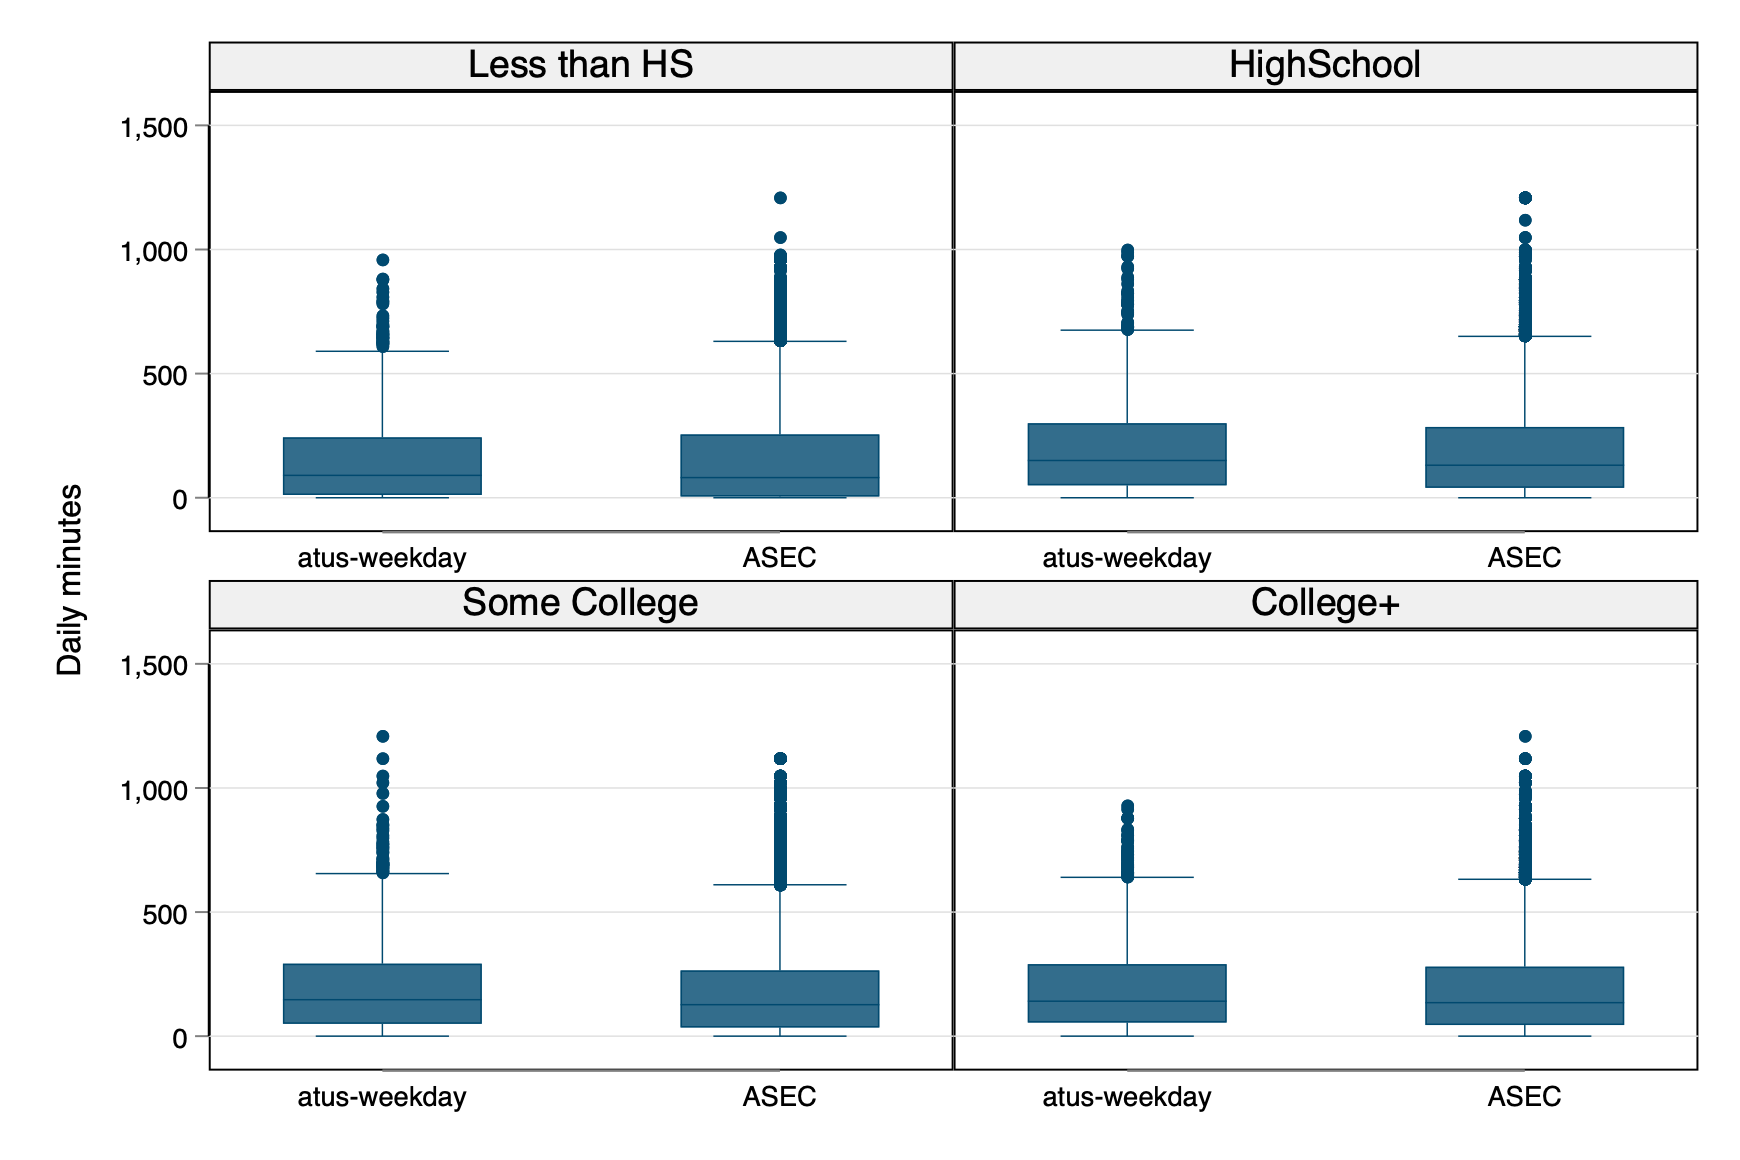 Less than HS
HighSchool
1,500
1,000
500
0
atus-weekday
ASEC
atus-weekday
ASEC
Daily minutes
Some College
College+
1,500
1,000
500
0
atus-weekday
ASEC
atus-weekday
ASEC